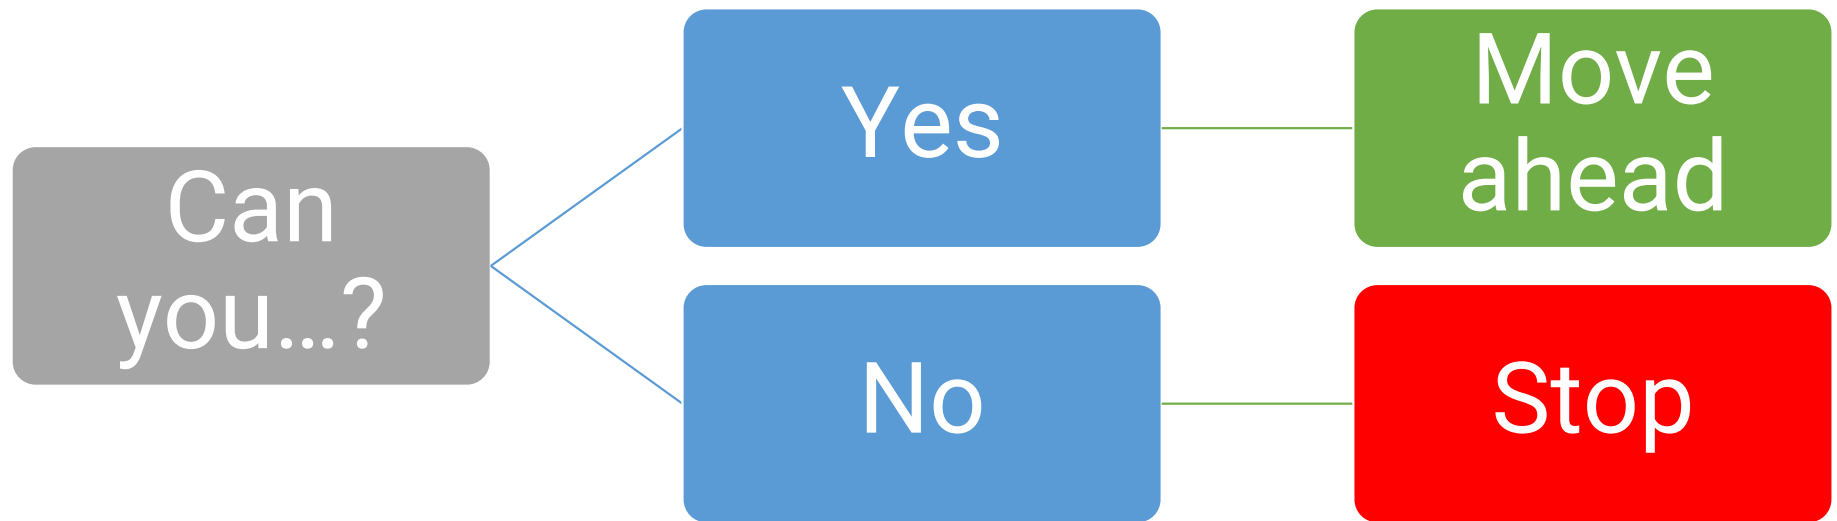 Can
you...?
Yes
Move
ahead
No
Stop